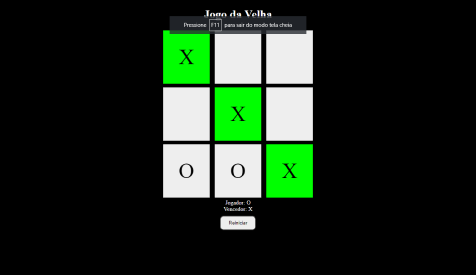 Jogo da Velha
Pressione F11 para sair do modo tela cheia
X
X
O O X
Jogador: O
Vencedor: X
Reiniciar